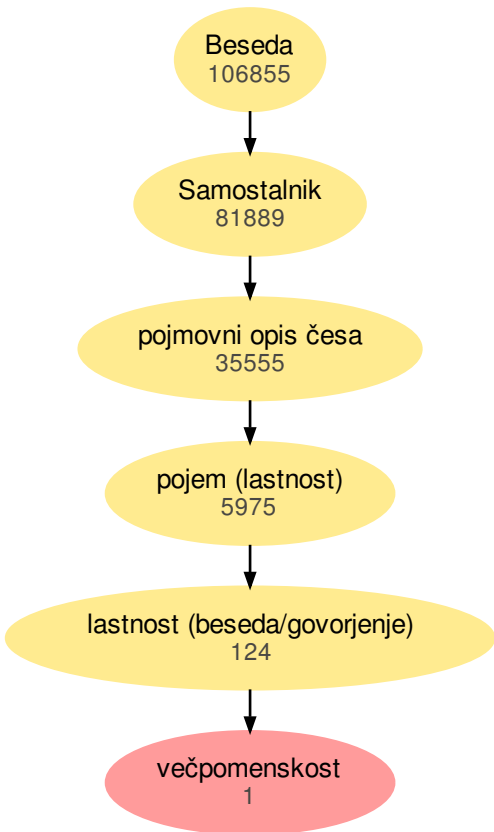 Beseda
106855
Samostalnik
81889
pojmovni opis česa
35555
pojem (lastnost)
5975
lastnost (beseda/govorjenje)
124
večpomenskost
1